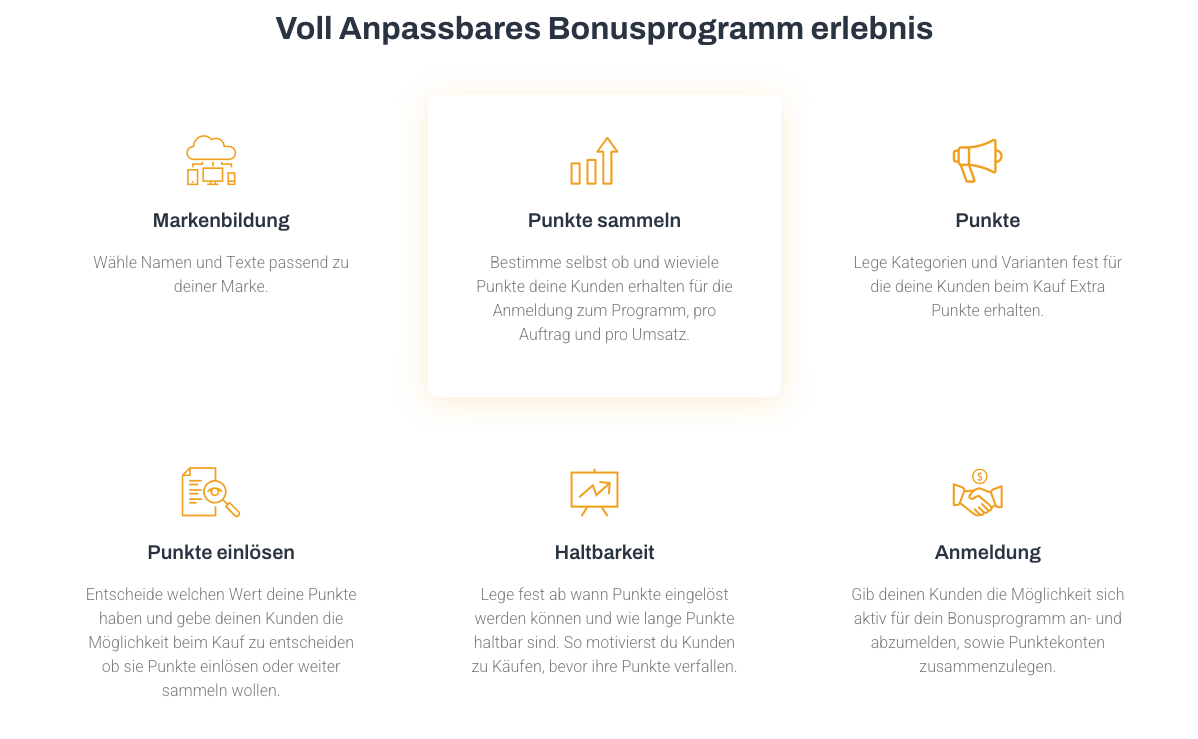 Voll Anpassbares Bonusprogramm erlebnis
Markenbildung
Wähle Namen und Texte passend zu
deiner Marke.
Punkte sammeln
Bestimme selbst ob und wieviele
Punkte deine Kunden erhalten für die
Anmeldung zum Programm, pro
Auftrag und pro Umsatz.
Punkte
Lege Kategorien und Varianten fest für
die deine Kunden beim Kauf Extra
Punkte erhalten.
Punkte einlösen
Entscheide welchen Wert deine Punkte
haben und gebe deinen Kunden die
Möglichkeit beim Kauf zu entscheiden
ob sie Punkte einlösen oder weiter
sammeln wollen.
Haltbarkeit
Lege fest ab wann Punkte eingelöst
werden können und wie lange Punkte
haltbar sind. So motivierst du Kunden
zu Käufen, bevor ihre Punkte verfallen.
$
Anmeldung
Gib deinen Kunden die Möglichkeit sich
aktiv für dein Bonusprogramm an- und
abzumelden, sowie Punktekonten
zusammenzulegen.